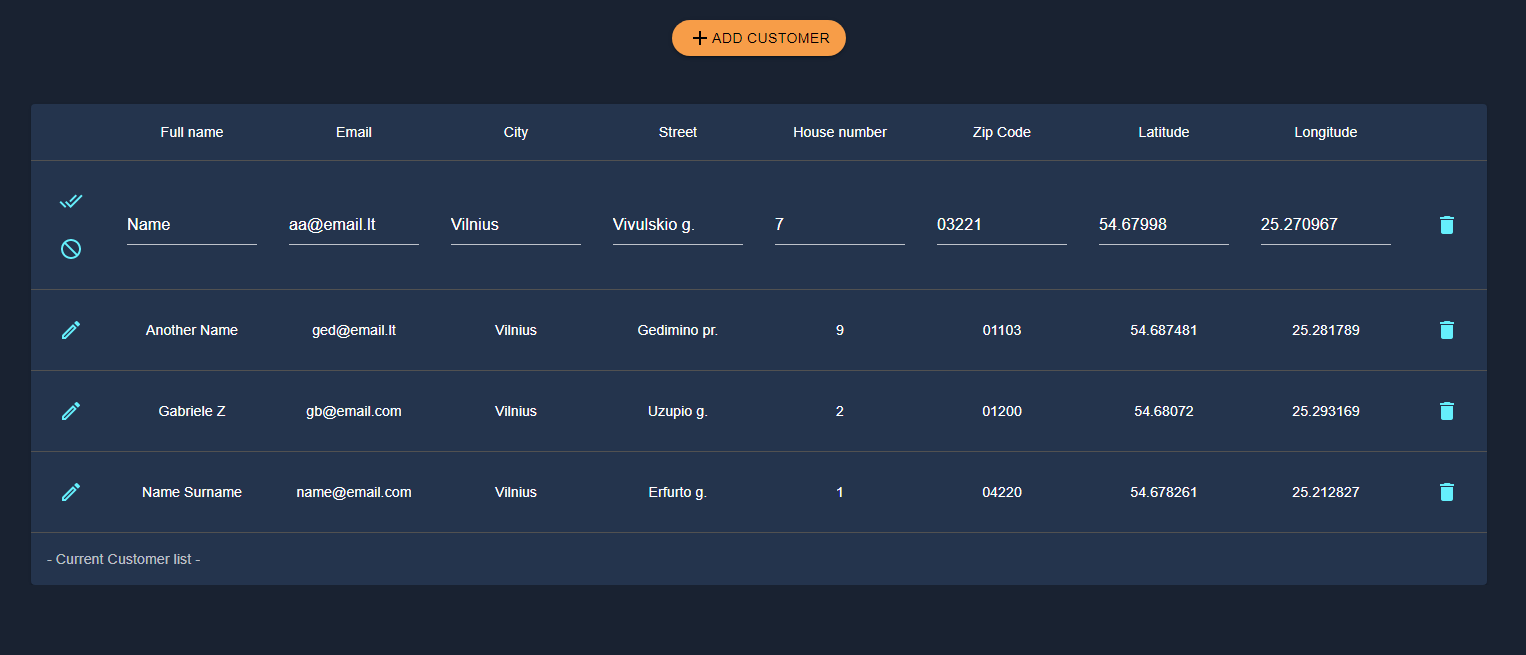 ADD CUSTOMER
Full name Email City Street House number Zip Code Latitude Longitude
Name aa@email.lt Vilnius Vivulskio g. 7 03221 54.67998 25.270967
Another Name ged@email.lt Vilnius Gedimino pr. 9 01103 54.687481 25.281789
Gabriele Z gb@email.com Vilnius Uzupio g. 2 01200 54.68072 25.293169
Name Surname name@email.com Vilnius Erfurto g. 1 04220 54.678261 25.212827
- Current Customer list -